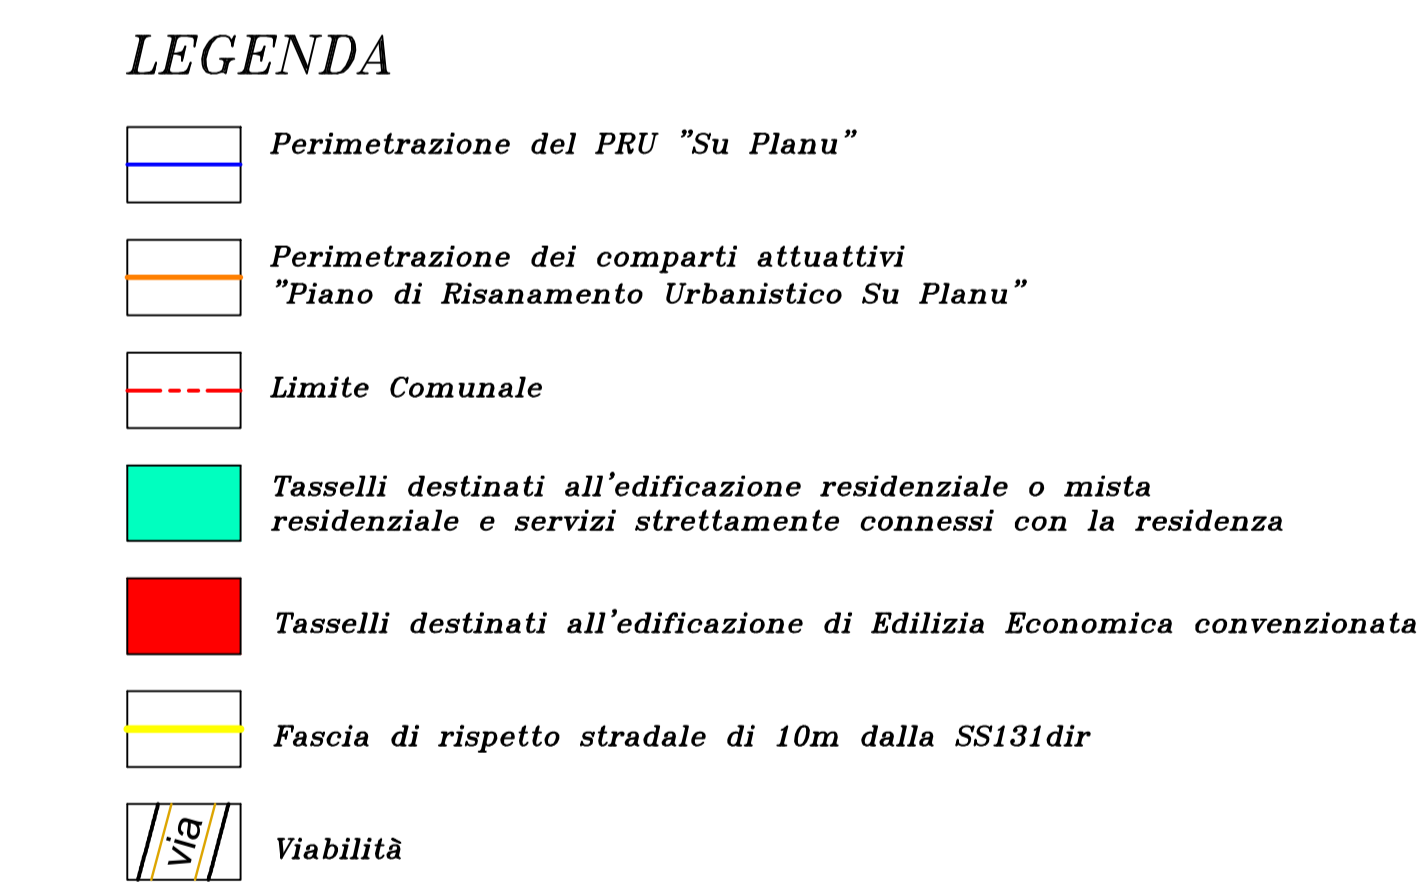 LEGENDA
Perimetrazione del PRU "Su Planu"
Perimetrazione dei comparti attuattivi
"Piano di Risanamento Urbanistico Su Planu"
Limite Comunale
Tasselli destinati all'edificazione residenziale o mista
residenziale e servizi strettamente connessi con la residenza
Tasselli destinati all'edificazione di Edilizia Economica convenzionata
Fascia di rispetto stradale di 10m dalla SS131dir
via
Viabilità